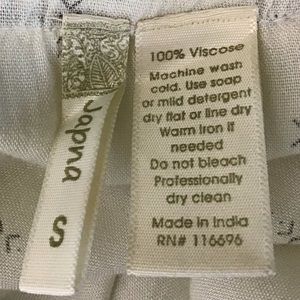 Japna
S
100% Viscose
Machine wash
cold. Use soap
or mild detergent
dry flat or line dry
Warm iron if
needed
Do not bleach
Professionally
dry clean
Made in India
RN# 116696